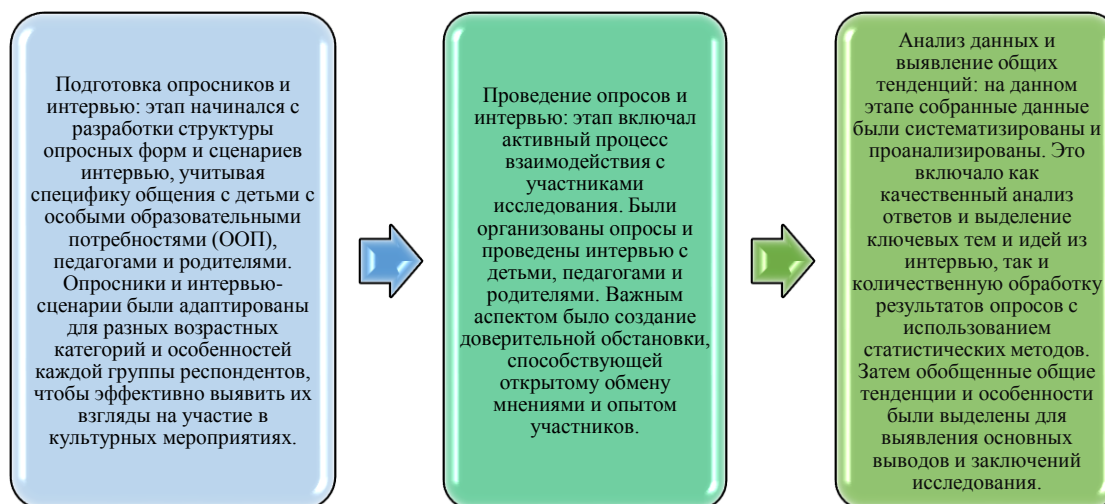 Подготовка опросников и
интервью: этап начинался с
разработки структуры
опросных форм и сценариев
интервью, учитывая
специфику общения с детьми с
особыми образовательными
потребностями (ООП),
педагогами и родителями.
Опросники и интервью-
сценарии были адаптированы
для разных возрастных
категорий и особенностей
каждой группы респондентов,
чтобы эффективно выявить их
взгляды на участие в
культурных мероприятиях.
Проведение опросов и
интервью: этап включал
активный процесс
взаимодействия с
участниками
исследования. Были
организованы опросы и
проведены интервью с
детьми, педагогами и
родителями. Важным
аспектом было создание
доверительной обстановки,
способствующей
открытому обмену
мнениями и опытом
участников.
Анализ данных и
выявление общих
тенденций: на данном
этапе собранные данные
были систематизированы и
проанализированы. Это
включало как
качественный анализ
ответов и выделение
ключевых тем и идей из
интервью, так и
количественную обработку
результатов опросов с
использованием
статистических методов.
Затем обобщенные общие
тенденции и особенности
были выделены для
выявления основных
выводов и заключений
исследования.